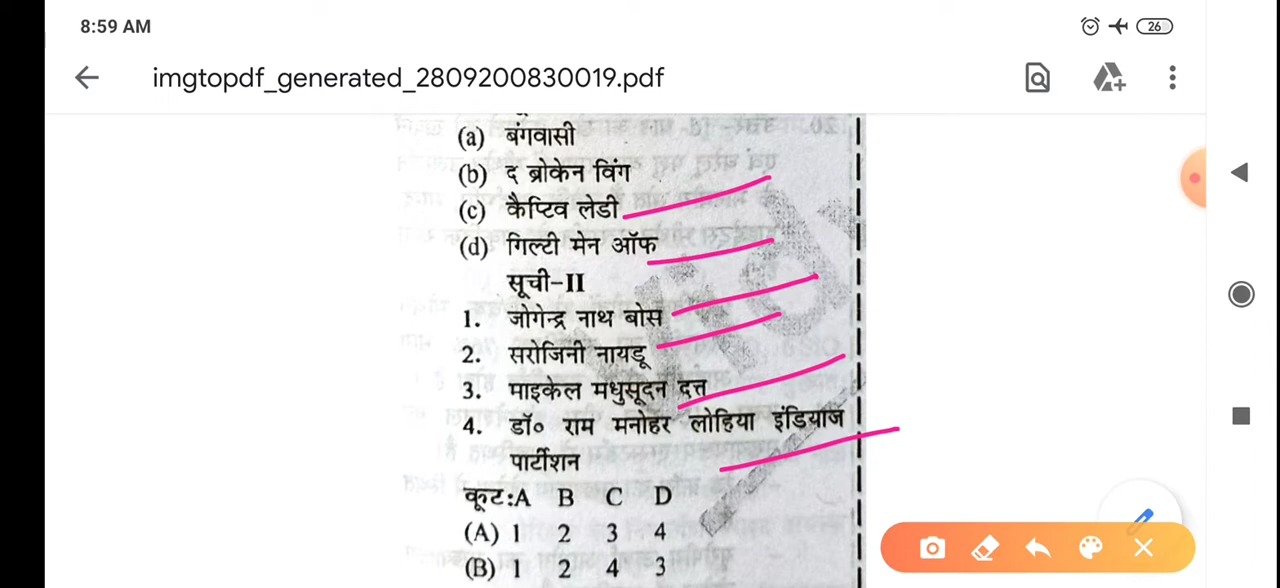 8:59 AM
26
imgtopdf_generated_2809200830019.pdf
(a) बंगवासी
(b) द ब्रोकेन विंग
(c) कैप्टिव लेडी
(d) गिल्टी मेन ऑफ
सूची-II
1. जोगेन्द्र नाथ बोस
2. सरोजिनी नायडू
3. माइकेल मधुसूदन दत्त
4. डॉ० राम मनोहर लोहिया इंडियाज
पार्टीशन
कूट:A B C D
(A) 1 2 3 4
(B) 1 2 4 3